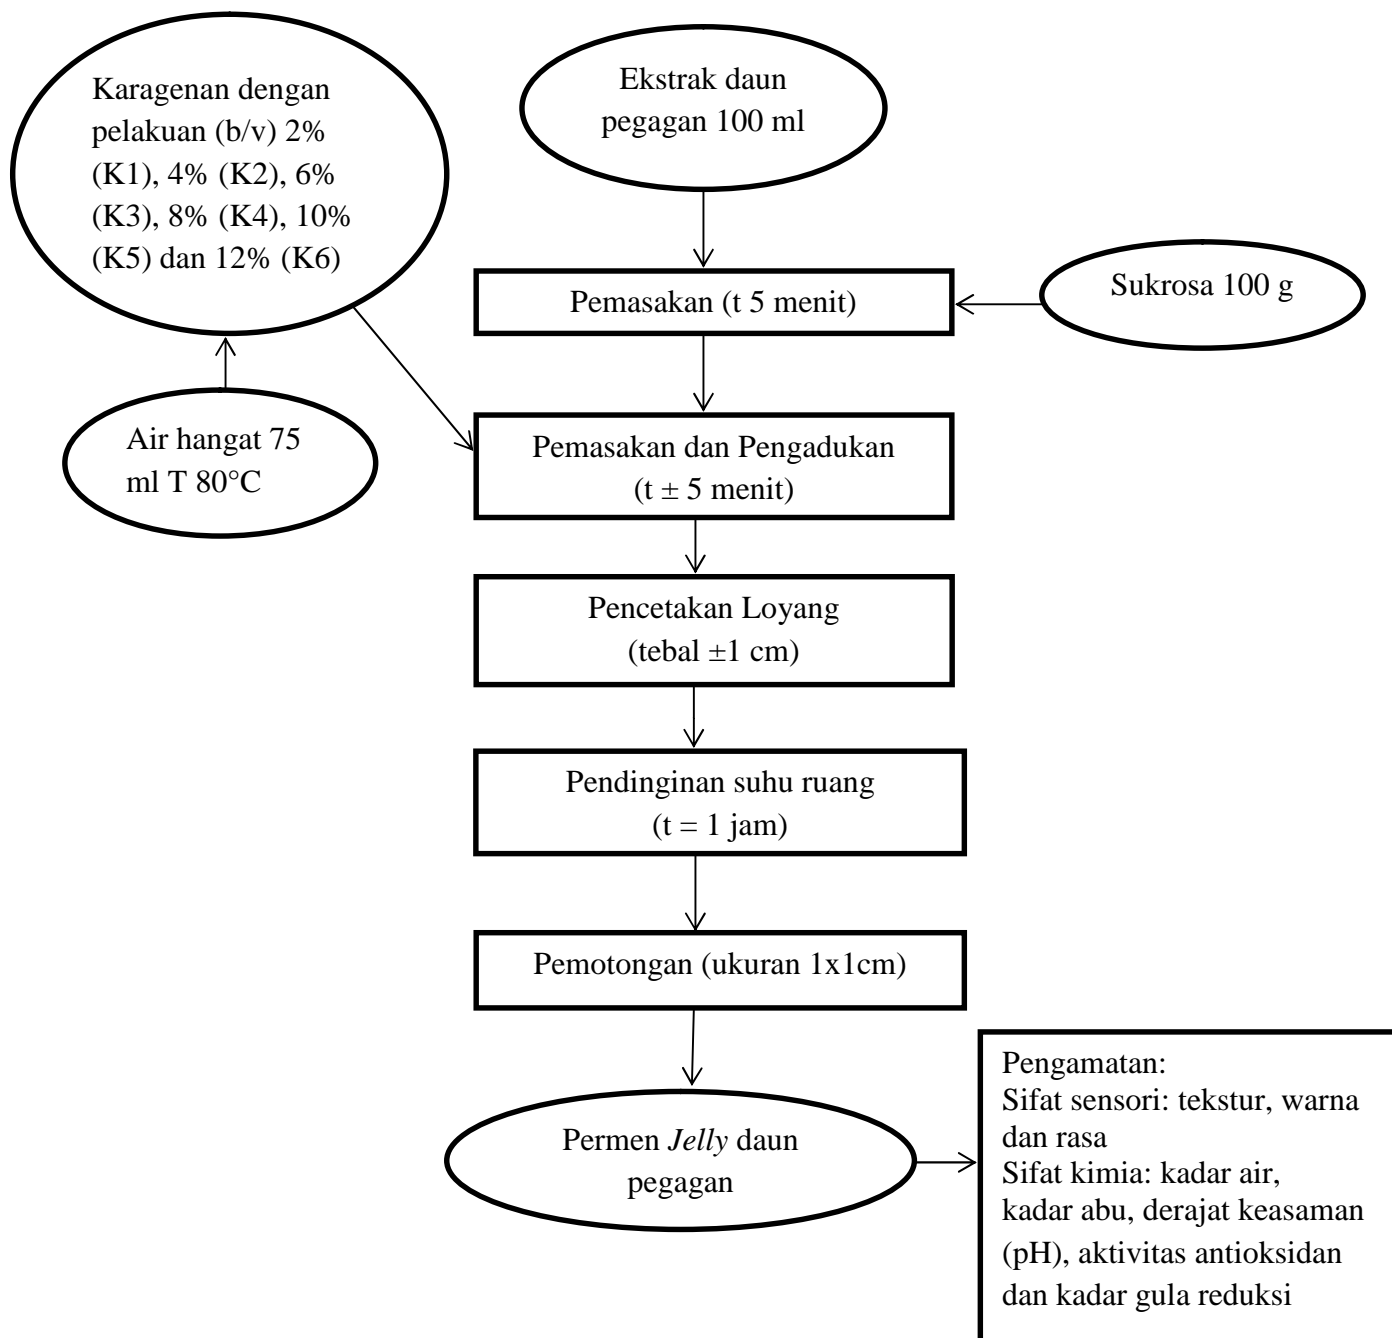 Karagenan dengan
pelakuan (b/v) 2%
(K1), 4% (K2), 6%
(K3), 8% (K4), 10%
(K5) dan 12% (K6)
Ekstrak daun
pegagan 100 ml
Sukrosa 100 g
Pemasakan (t 5 menit)
Air hangat 75
ml T 80°C
Pemasakan dan Pengadukan
(t ± 5 menit)
Pencetakan Loyang
(tebal ±1 cm)
Pendinginan suhu ruang
(t = 1 jam)
Pemotongan (ukuran 1x1cm)
Permen Jelly daun
pegagan
Pengamatan:
Sifat sensori: tekstur, warna
dan rasa
Sifat kimia: kadar air,
kadar abu, derajat keasaman
(pH), aktivitas antioksidan
dan kadar gula reduksi